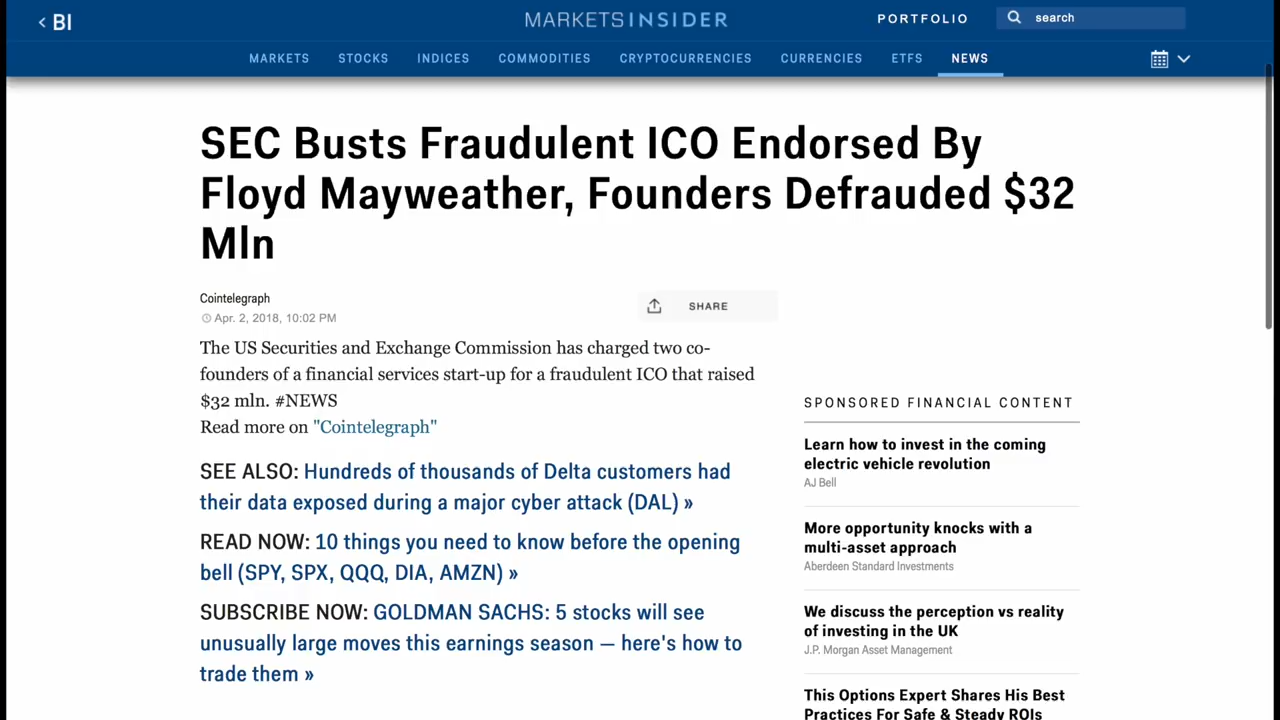 < BI
MARKETS INSIDER
PORTFOLIO
search
MARKETS STOCKS INDICES COMMODITIES CRYPTOCURRENCIES CURRENCIES ETFS NEWS
SEC Busts Fraudulent ICO Endorsed By
Floyd Mayweather, Founders Defrauded $32
Mln
Cointelegraph
Apr. 2, 2018, 10:02 PM
SHARE
The US Securities and Exchange Commission has charged two co-
founders of a financial services start-up for a fraudulent ICO that raised
$32 mln. #NEWS
Read more on "Cointelegraph"
SEE ALSO: Hundreds of thousands of Delta customers had
their data exposed during a major cyber attack (DAL) »
READ NOW: 10 things you need to know before the opening
bell (SPY, SPX, QQQ, DIA, AMZN) »
SUBSCRIBE NOW: GOLDMAN SACHS: 5 stocks will see
unusually large moves this earnings season — here's how to
trade them »
SPONSORED FINANCIAL CONTENT
Learn how to invest in the coming
electric vehicle revolution
AJ Bell
More opportunity knocks with a
multi-asset approach
Aberdeen Standard Investments
We discuss the perception vs reality
of investing in the UK
J.P. Morgan Asset Management
This Options Expert Shares His Best
Practices For Safe & Steady ROIs